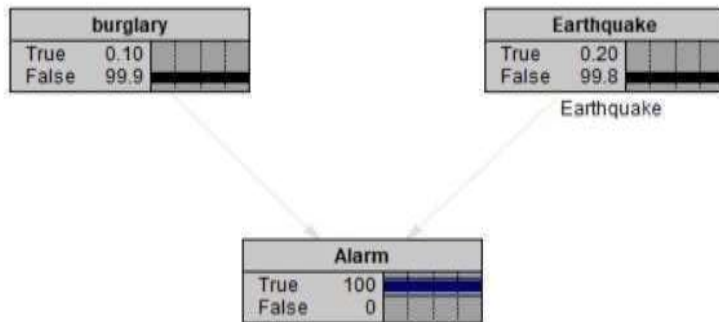 burglary
True 0.10
False 99.9
Earthquake
True 0.20
False 99.8
Earthquake
Alarm
True 100
False 0